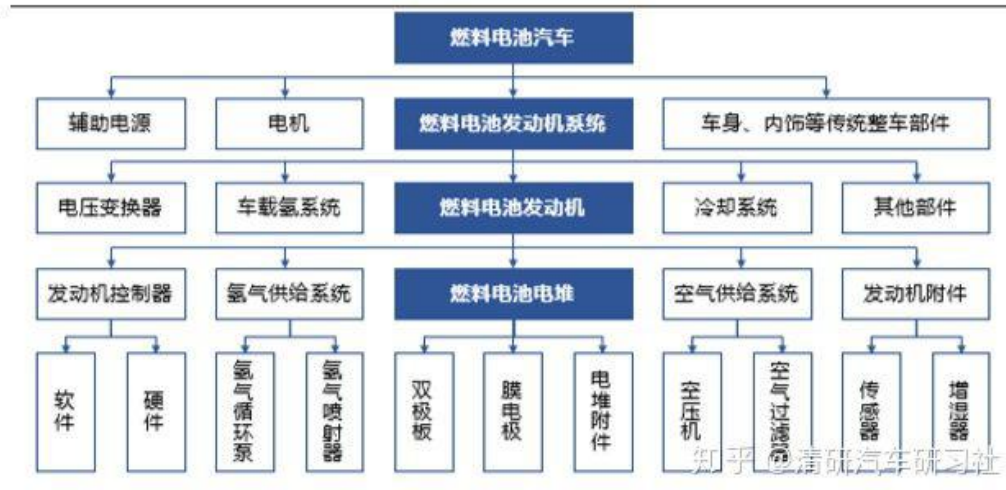 燃料电池汽车
辅助电源
电机
燃料电池发动机系统
车身、内饰等传统整车部件
电压变换器
车载氢系统
燃料电池发动机
冷却系统
其他部件
发动机控制器
氢气供给系统
燃料电池电堆
空气供给系统
发动机附件
软件
硬件
氢气循环泵
氢气喷射器
双极板
膜电极
电堆附件
空压机
空气过滤器
传感器
增湿器
知乎 @清研汽车研习社